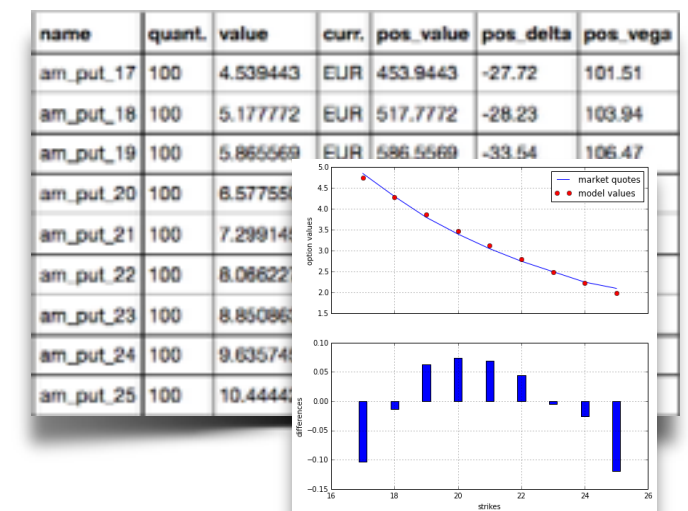 name quant. value curr. pos_value pos_delta pos_vega
am_put_17 100 4.539443 EUR 453.9443 -27.72 101.51
am_put_18 100 5.177772 EUR 517.7772 -28.23 103.94
am_put_19 100 5.865569 EUR 586.5569 -33.54 106.47
am_put_20 100
am_put_21 100
am_put_22 100
am_put_23 100
am_put_24 100
am_put_25 100
market quotes
model values
option values
5.0
4.5
4.0
3.5
3.0
2.5
2.0
1.5
differences
0.10
0.05
0.00
−0.05
−0.10
−0.15
16 18 20 22 24 26
strikes